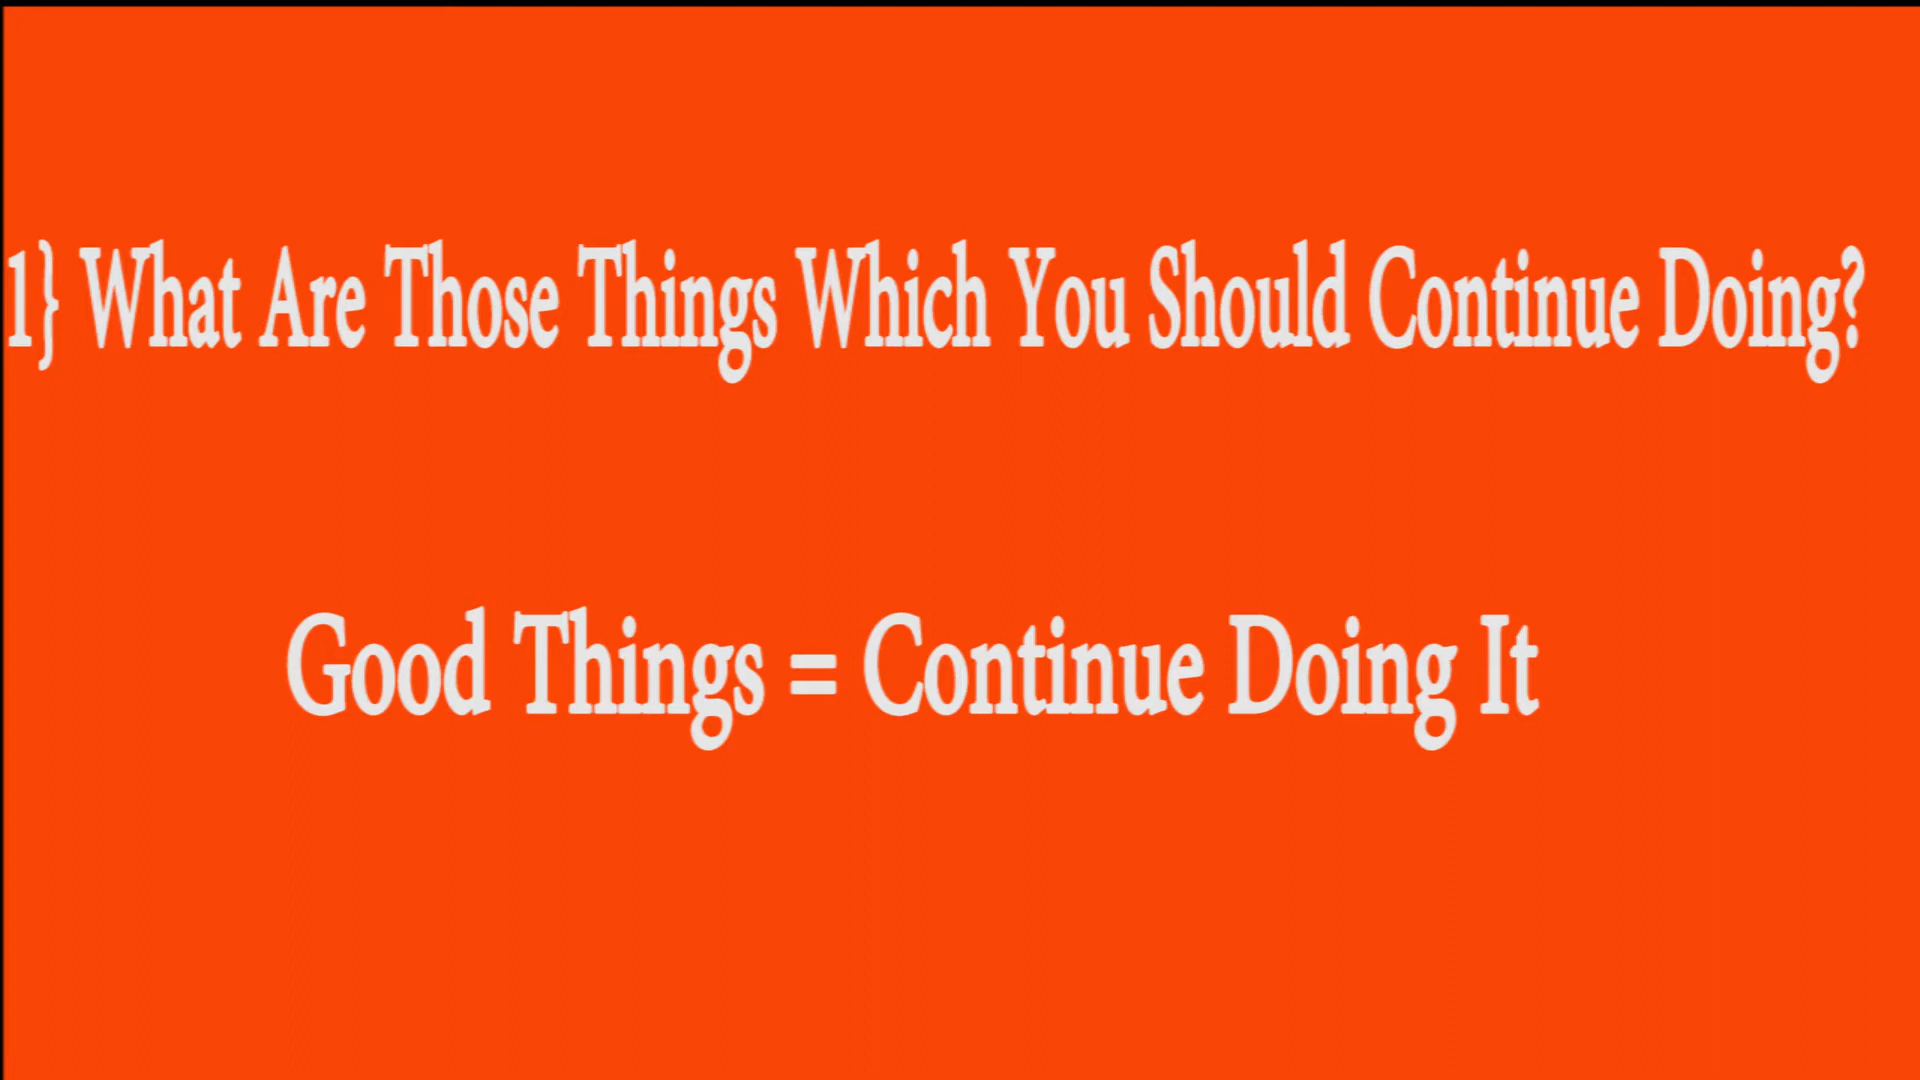 1} What Are Those Things Which You Should Continue Doing?
Good Things = Continue Doing It